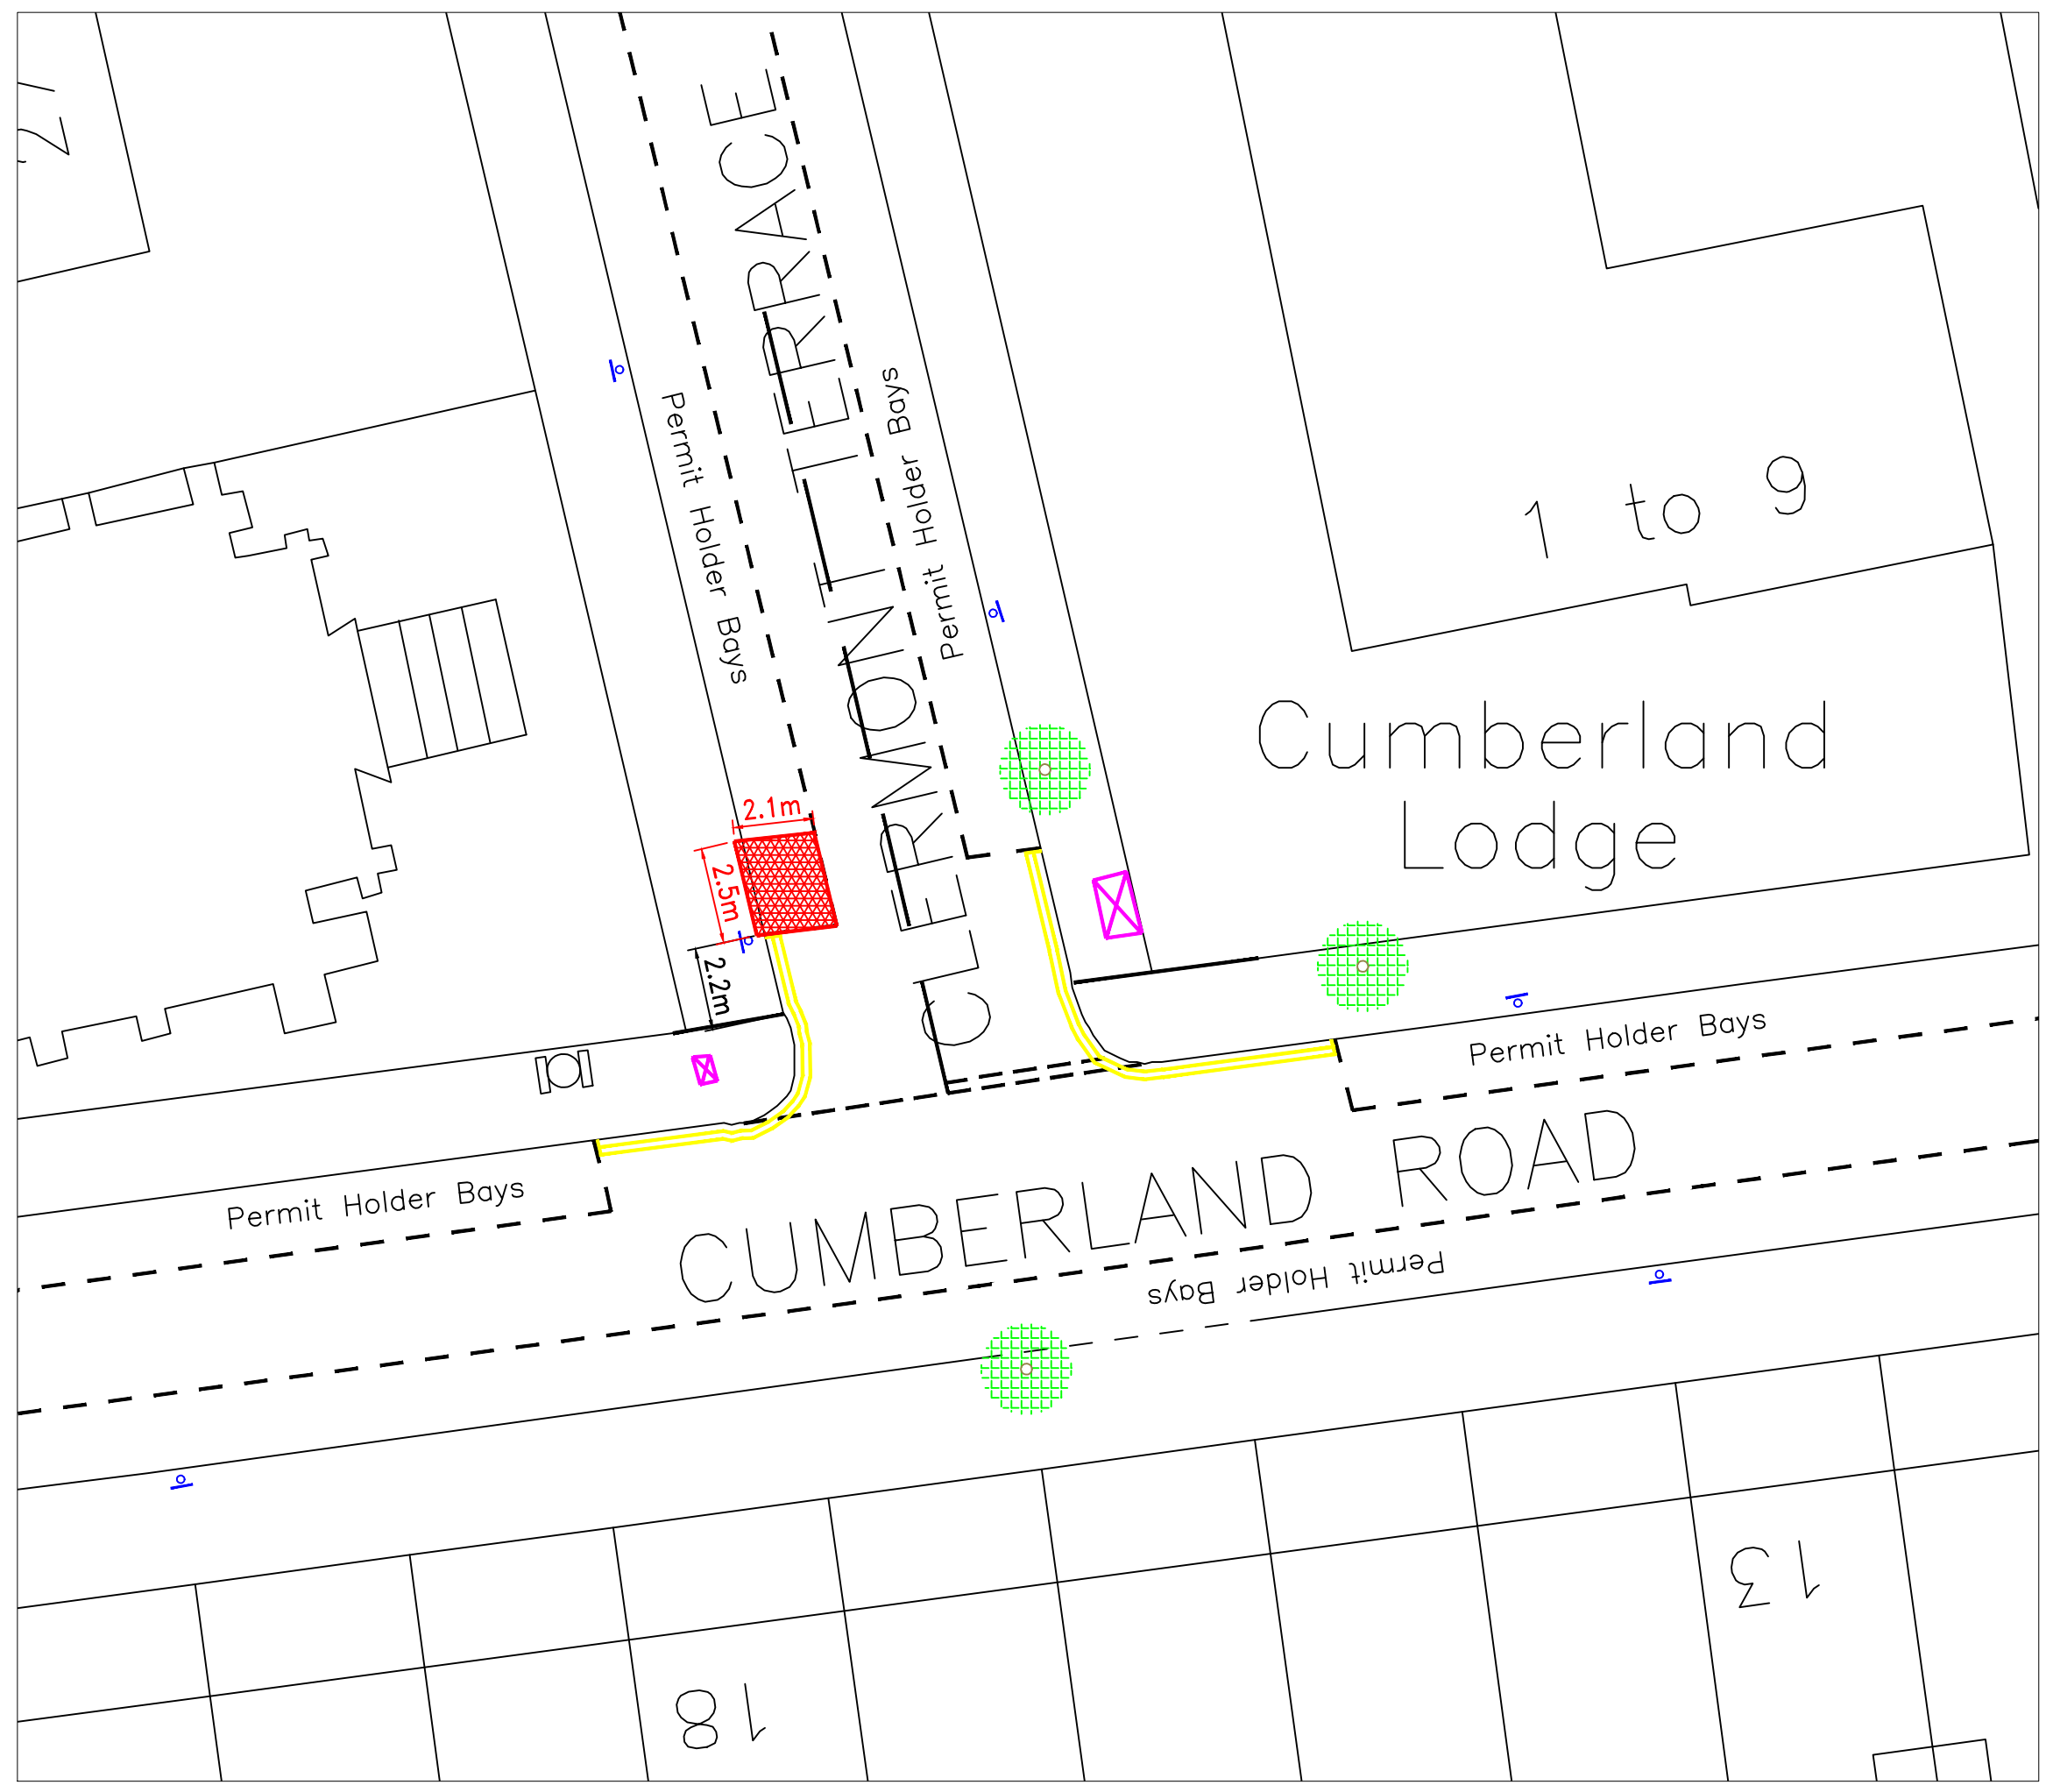 CLERMONT TERRACE
Permit Holder Bays
Permit Holder Bays
1 to 9
Cumberland
Lodge
2.1m
2.5m
2.2m
Permit Holder Bays
Permit Holder Bays
CUMBERLAND ROAD
Permit Holder Bays
13
18